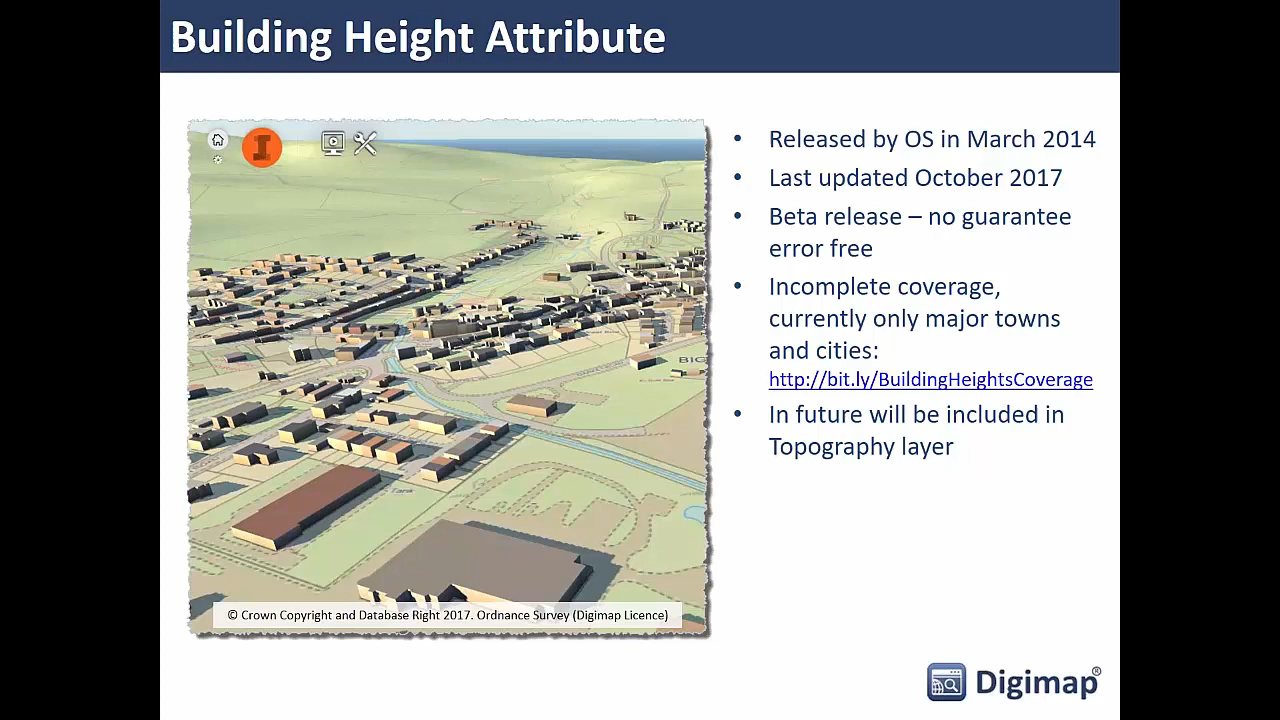 Building Height Attribute
• Released by OS in March 2014
• Last updated October 2017
• Beta release – no guarantee
error free
• Incomplete coverage,
currently only major towns
and cities:
http://bit.ly/BuildingHeightsCoverage
• In future will be included in
Topography layer
Tank
© Crown Copyright and Database Right 2017. Ordnance Survey (Digimap Licence)
Digimap®